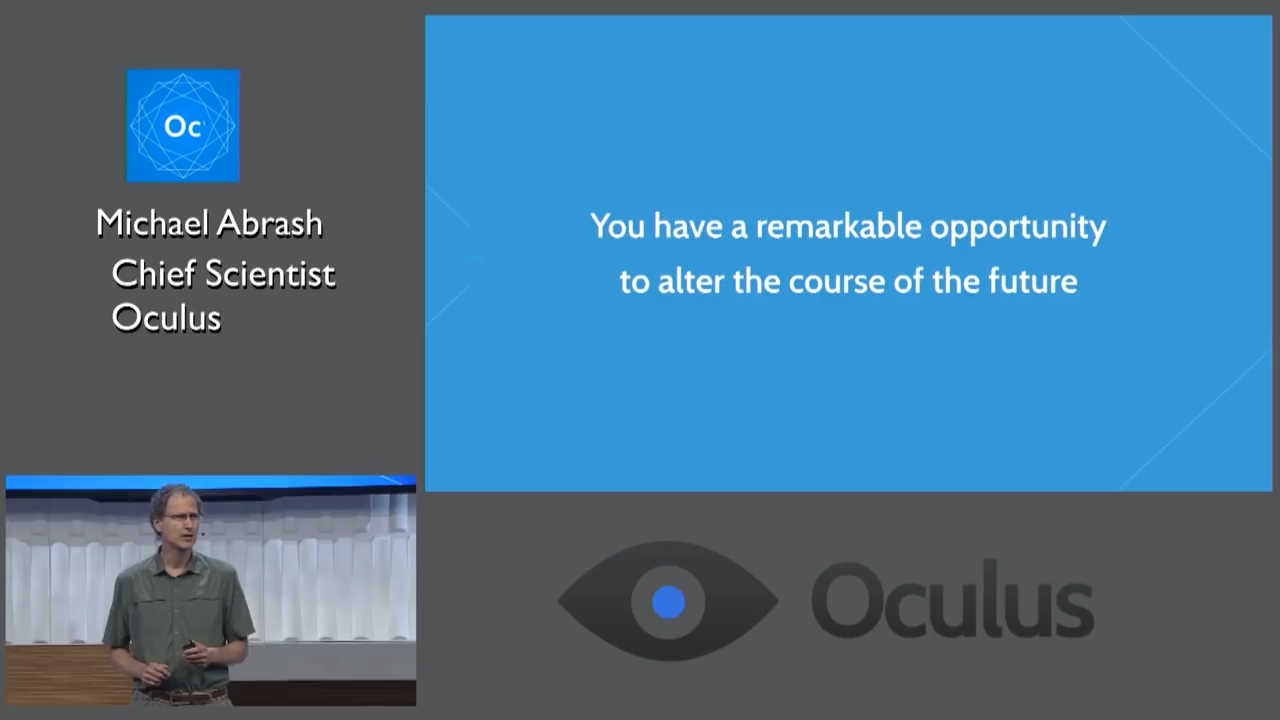 Oc
Michael Abrash
Chief Scientist
Oculus
You have a remarkable opportunity
to alter the course of the future
Oculus